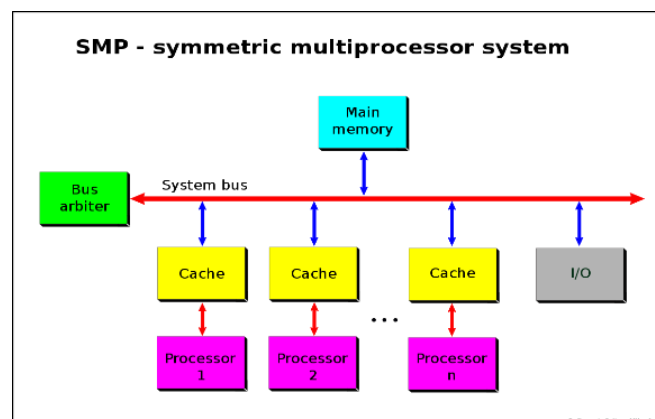 SMP - symmetric multiprocessor system
Main
memory
System bus
Bus
arbiter
Cache
Cache
Cache
I/O
...
Processor
1
Processor
2
Processor
n